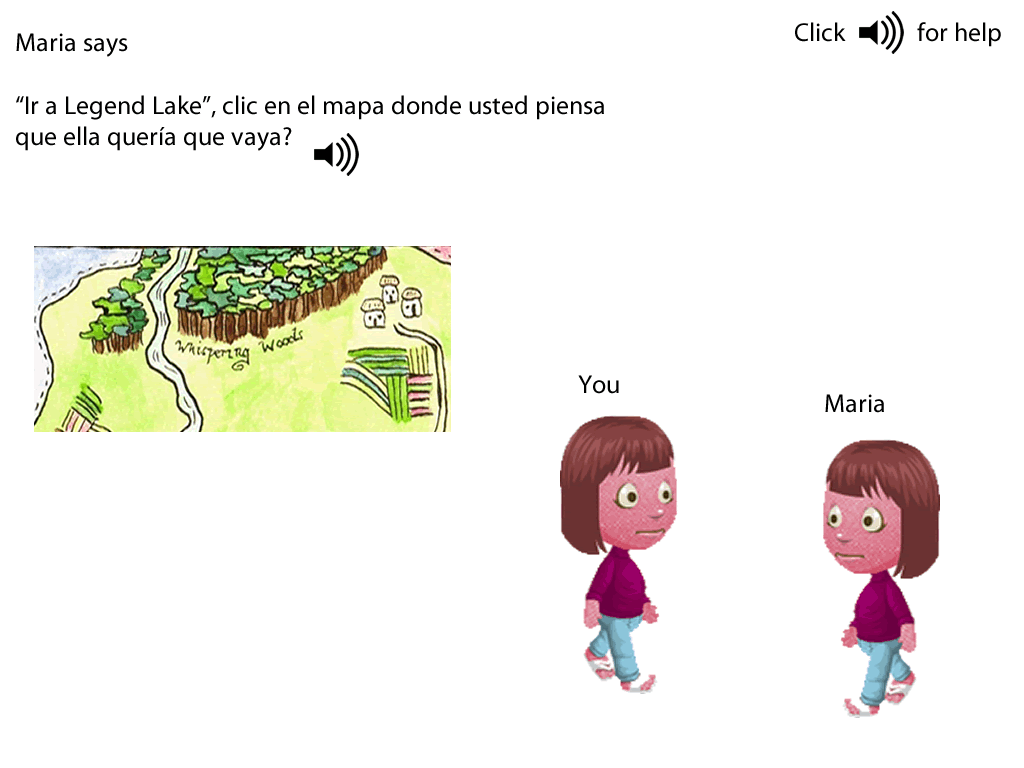 Maria says
Click for help
“Ir a Legend Lake”, clic en el mapa donde usted piensa
que ella quería que vaya?
Whispering Woods
You
Maria